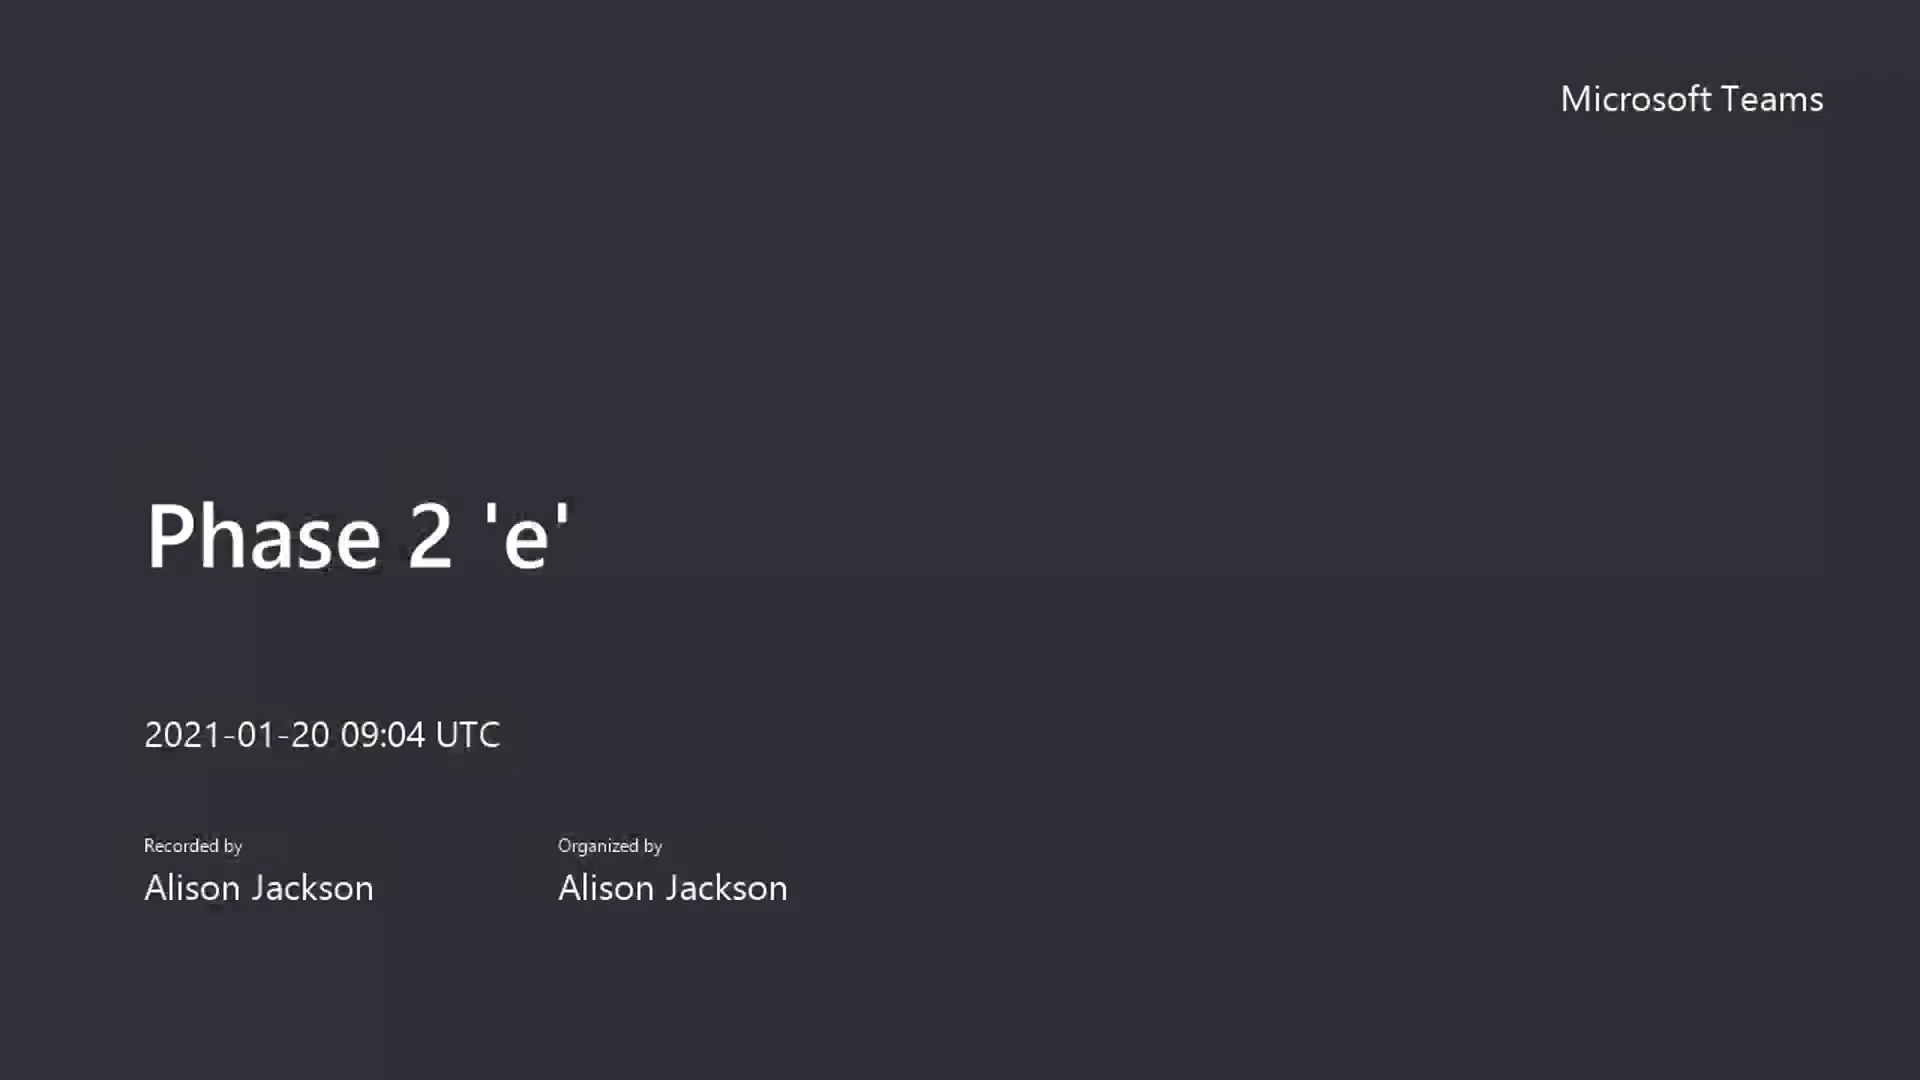 Microsoft Teams
Phase 2 'e'
2021-01-20 09:04 UTC
Recorded by
Alison Jackson
Organized by
Alison Jackson